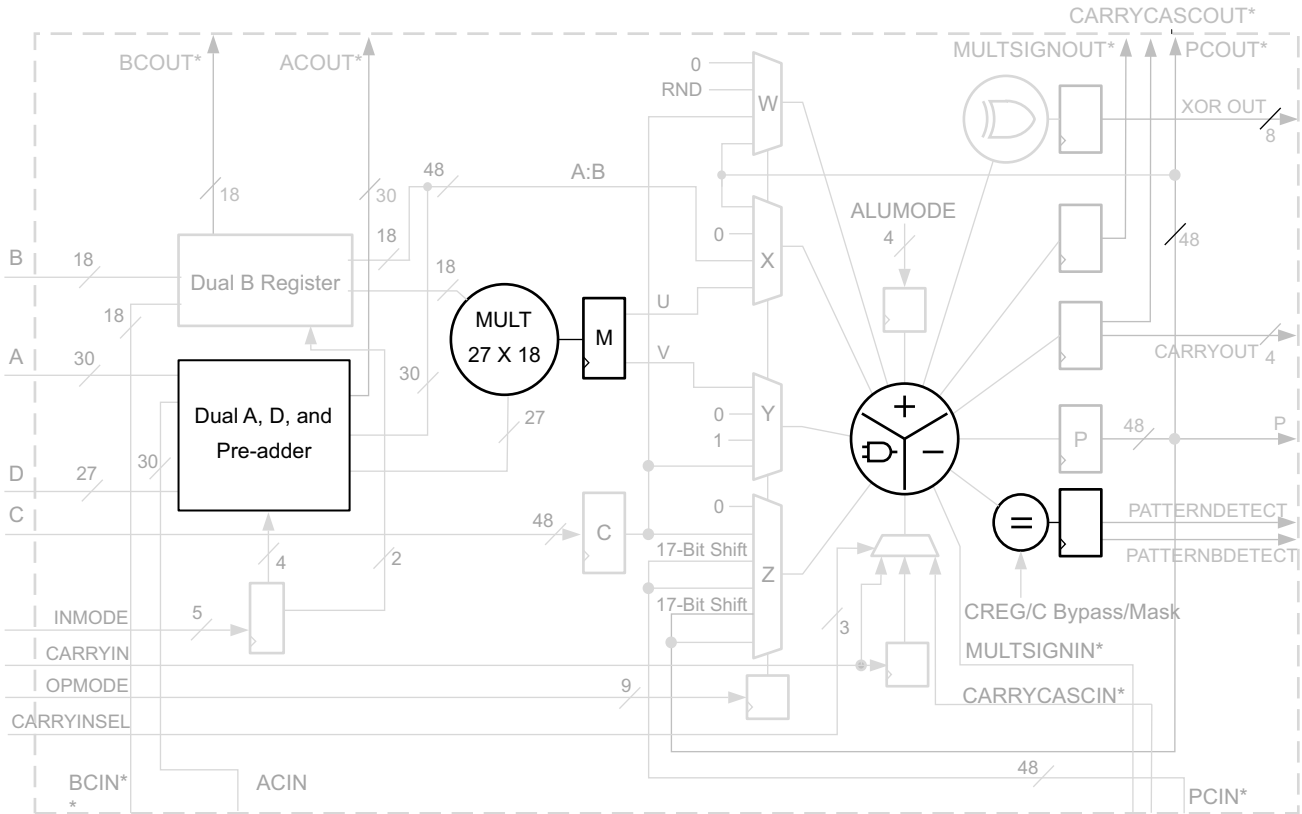 CARRYCASCOUT*
BCOUT*
ACOUT*
MULTSIGNOUT*
PCOUT*
0
RND
W
XOR OUT
8
18
30
48
A:B
ALUMODE
4
18
0
X
48
B
18
Dual B Register
18
MULT
27 X 18
M
U
V
18
A
30
30
CARRYOUT
4
Dual A, D, and
Pre-adder
27
0
1
Y
+
−
P
48
P
D
27
30
C
48
C
0
17-Bit Shift
Z
17-Bit Shift
=
PATTERNDETECT
PATTERNBDETECT
4
2
INMODE
5
3
CREG/C Bypass/Mask
CARRYIN
MULTSIGNIN*
OPMODE
9
CARRYCASCIN*
CARRYINSEL
BCIN*
*
ACIN
48
PCIN*